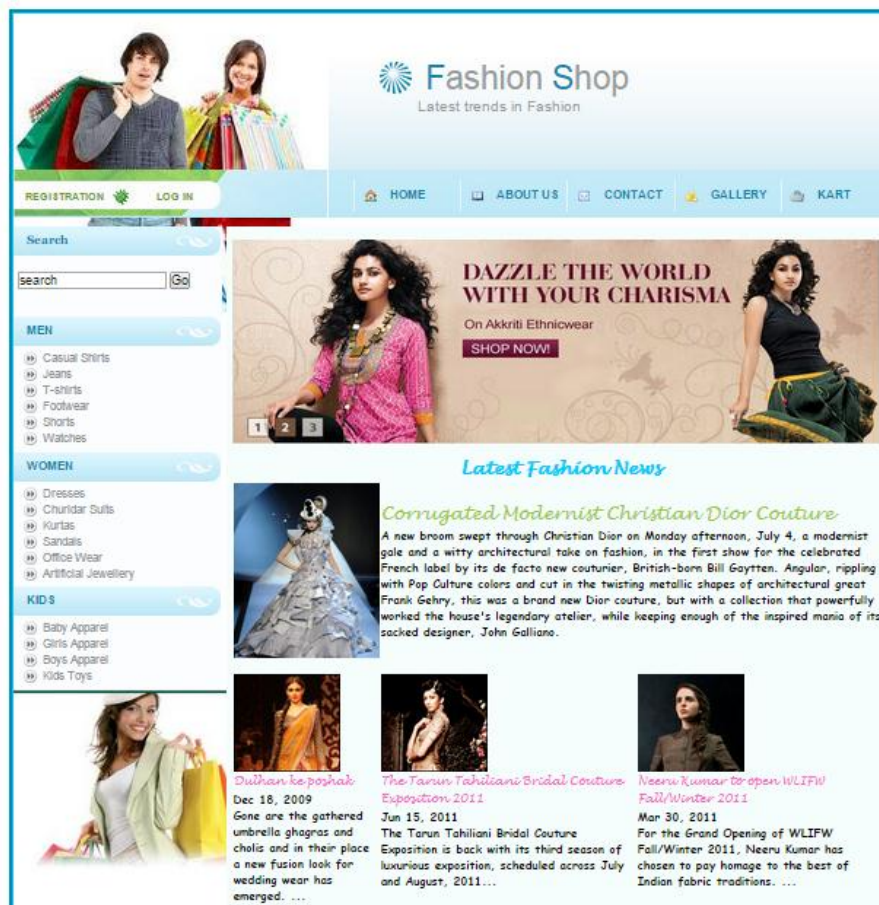 Fashion Shop
Latest trends in Fashion
REGISTRATION
LOG IN
HOME
ABOUT US
CONTACT
GALLERY
KART
Search
search
Go
MEN
Casual Shirts
Jeans
T-shirts
Footwear
Shorts
Watches
WOMEN
Dresses
Churidar Suits
Kurtas
Sandals
Office Wear
Artificial Jewellery
KIDS
Baby Apparel
Girls Apparel
Boys Apparel
Kids Toys
DAZZLE THE WORLD
WITH YOUR CHARISMA
On Akkriti Ethnicwear
SHOP NOW!
1 2 3
Latest Fashion News
Corrugated Modernist Christian Dior Couture
A new broom swept through Christian Dior on Monday afternoon, July 4, a modernist
gale and a witty architectural take on fashion, in the first show for the celebrated
French label by its de facto new couturier, British-born Bill Gaytten. Angular, rippling
with Pop Culture colors and cut in the twisting metallic shapes of architectural great
Frank Gehry, this was a brand new Dior couture, but with a collection that powerfully
worked the house's legendary atelier, while keeping enough of the inspired mania of its
sacked designer, John Galliano.
Dulhan ke poshak
Dec 18, 2009
Gone are the gathered
umbrella ghagras and
cholis and in their place
a new fusion look for
wedding wear has
emerged. ...
The Tarun Tahiliani Bridal Couture
Exposition 2011
Jun 15, 2011
The Tarun Tahiliani Bridal Couture
Exposition is back with its third season of
luxurious exposition, scheduled across July
and August, 2011...
Neeru Kumar to open WLIFW
Fall/Winter 2011
Mar 30, 2011
For the Grand Opening of WLIFW
Fall/Winter 2011, Neeru Kumar has
chosen to pay homage to the best of
Indian fabric traditions. ...